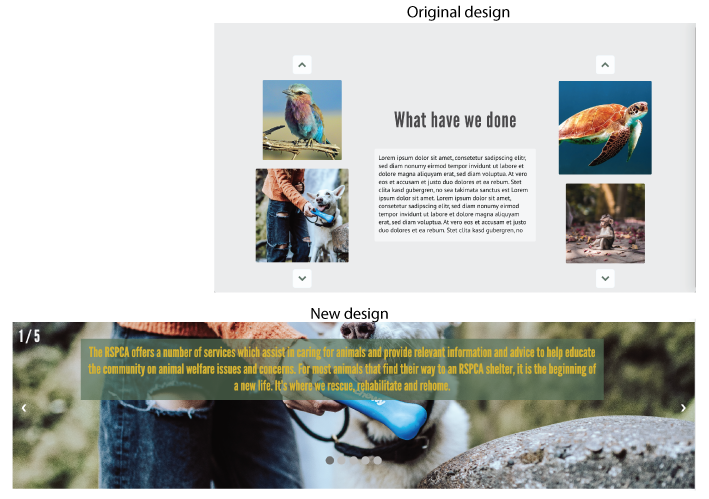 Original design
What have we done
Lorem ipsum dolor sit amet, consetetur sadipscing elitr,
sed diam nonumy eirmod tempor invidunt ut labore et
dolore magna aliquyam erat, sed diam voluptua. At vero
eos et accusam et justo duo dolores et ea rebum. Stet
clita kasd gubergren, no sea takimata sanctus est Lorem
ipsum dolor sit amet. Lorem ipsum dolor sit amet,
consetetur sadipscing elitr, sed diam nonumy eirmod
tempor invidunt ut labore et dolore magna aliquyam
erat, sed diam voluptua. At vero eos et accusam et justo
duo dolores et ea rebum. Stet clita kasd gubergren, no
New design
1/5
The RSPCA offers a number of services which assist in caring for animals and provide relevant information and advice to help educate
the community on animal welfare issues and concerns. For most animals that find their way to an RSPCA shelter, it is the beginning of
a new life. It's where we rescue, rehabilitate and rehome.